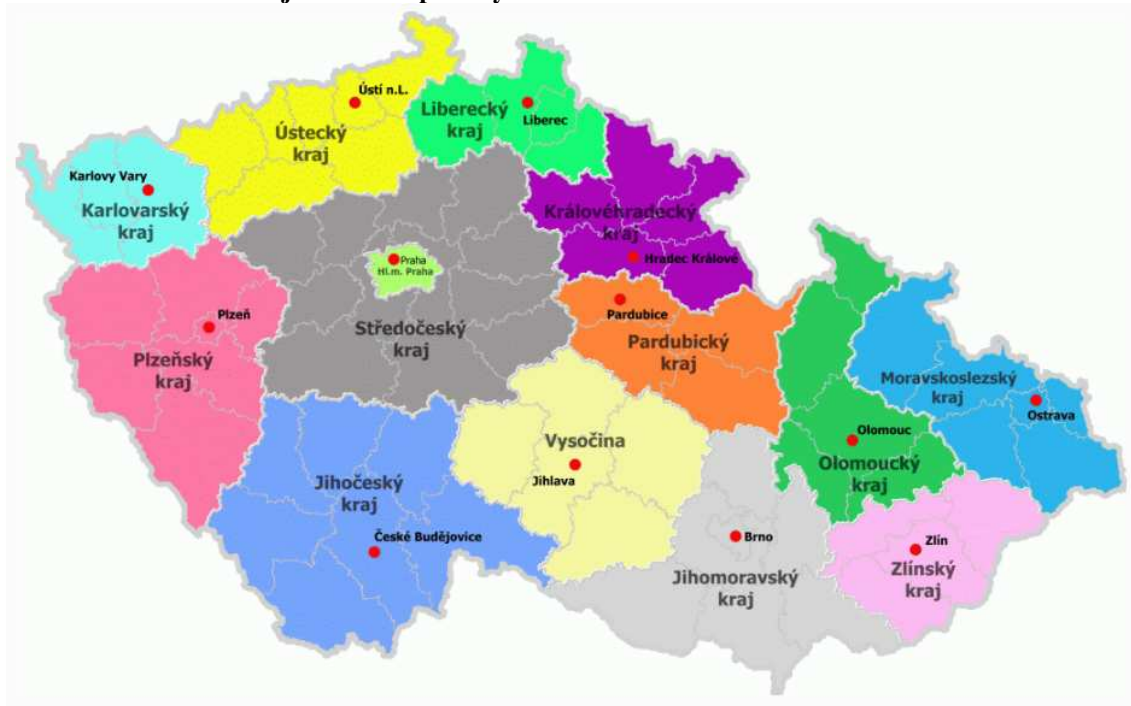 Ústí n.L.
Liberecký
kraj
Liberec
Ústecký
kraj
Karlovy Vary
Karlovarský
kraj
Královéhradecký
kraj
Hradec Králové
Praha
Hl.m. Praha
Plzeň
Pardubice
Středočeský
kraj
Pardubický
kraj
Plzeňský
kraj
Moravskoslezský
kraj
Ostrava
Olomouc
Vysočina
Olomoucký
kraj
Jihlava
Jihočeský
kraj
České Budějovice
Brno
Zlín
Jihomoravský
kraj
Zlínský
kraj